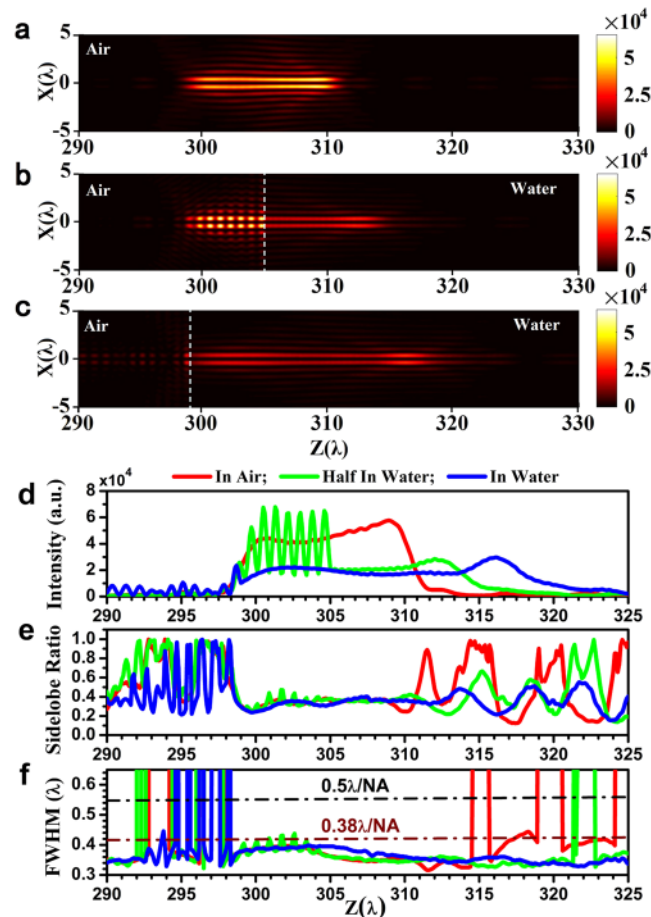 a
×10⁴
5
Air
5
X(λ)
0
2.5
-5
0
290 300 310 320 330
b
×10⁴
5
Air
Water
5
X(λ)
0
2.5
-5
0
290 300 310 320 330
c
×10⁴
5
Air
Water
5
X(λ)
0
2.5
-5
0
290 300 310 320 330
Z(λ)
d
In Air; Half In Water; In Water
×10⁴
8
6
4
2
0
Intensity (a.u.)
290 295 300 305 310 315 320 325
e
1.0
0.8
0.6
0.4
0.2
0.0
Sidelobe Ratio
290 295 300 305 310 315 320 325
f
0.6
0.5
0.4
0.3
FWHM (λ)
0.5λ/NA
0.38λ/NA
290 295 300 305 310 315 320 325
Z(λ)